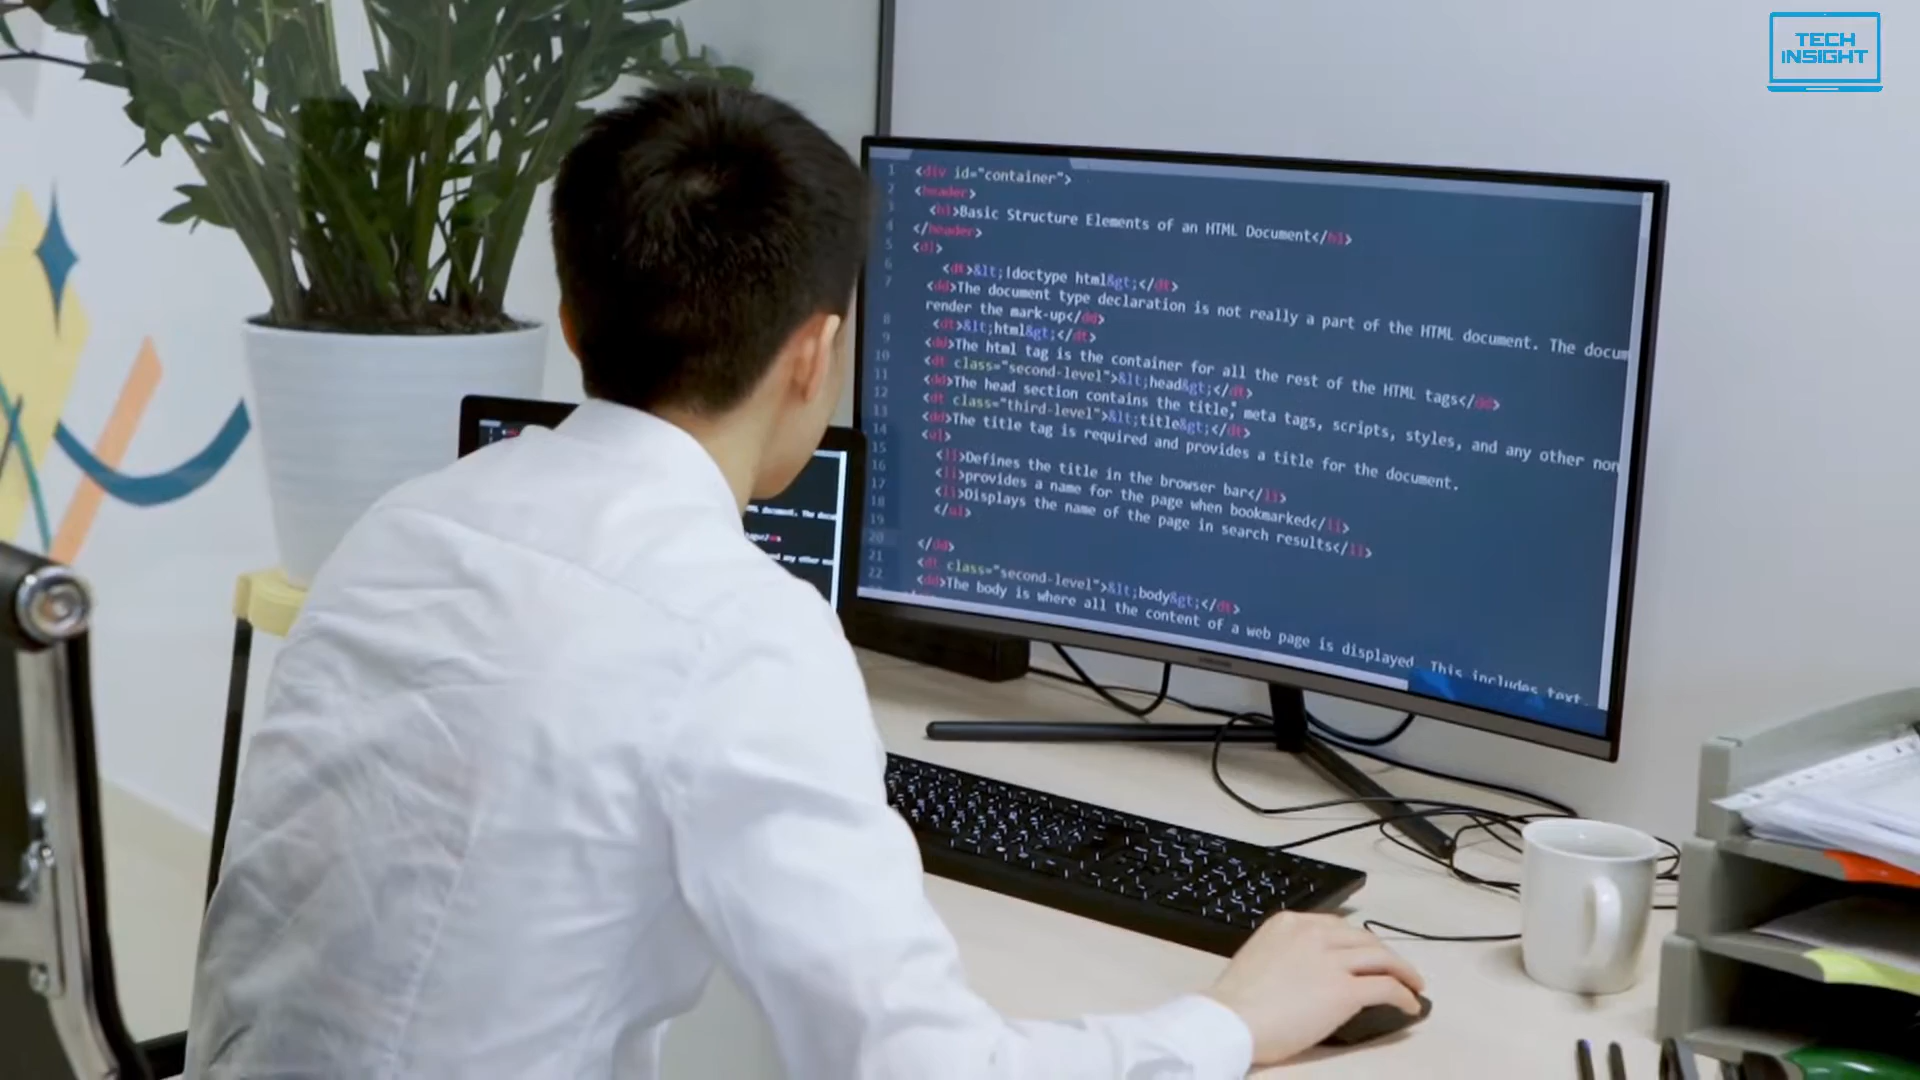 TECH
INSIGHT
1 <div id="container">
2 <header>
3 <h1>Basic Structure Elements of an HTML Document</h1>
4 </header>
5 <dl>
6 <dt>&lt;!doctype html&gt;</dt>
7 <dd>The document type declaration is not really a part of the HTML document. The docum
render the mark-up</dd>
8 <dt>&lt;html&gt;</dt>
9 <dd>The html tag is the container for all the rest of the HTML tags</dd>
10 <dt class="second-level">&lt;head&gt;</dt>
11 <dd>The head section contains the title, meta tags, scripts, styles, and any other non
12 <dt class="third-level">&lt;title&gt;</dt>
13 <dd>The title tag is required and provides a title for the document.
14 <ul>
15 <li>Defines the title in the browser bar</li>
16 <li>provides a name for the page when bookmarked</li>
17 <li>Displays the name of the page in search results</li>
18 </ul>
19
20 </dd>
21 <dt class="second-level">&lt;body&gt;</dt>
22 <dd>The body is where all the content of a web page is displayed. This includes text,